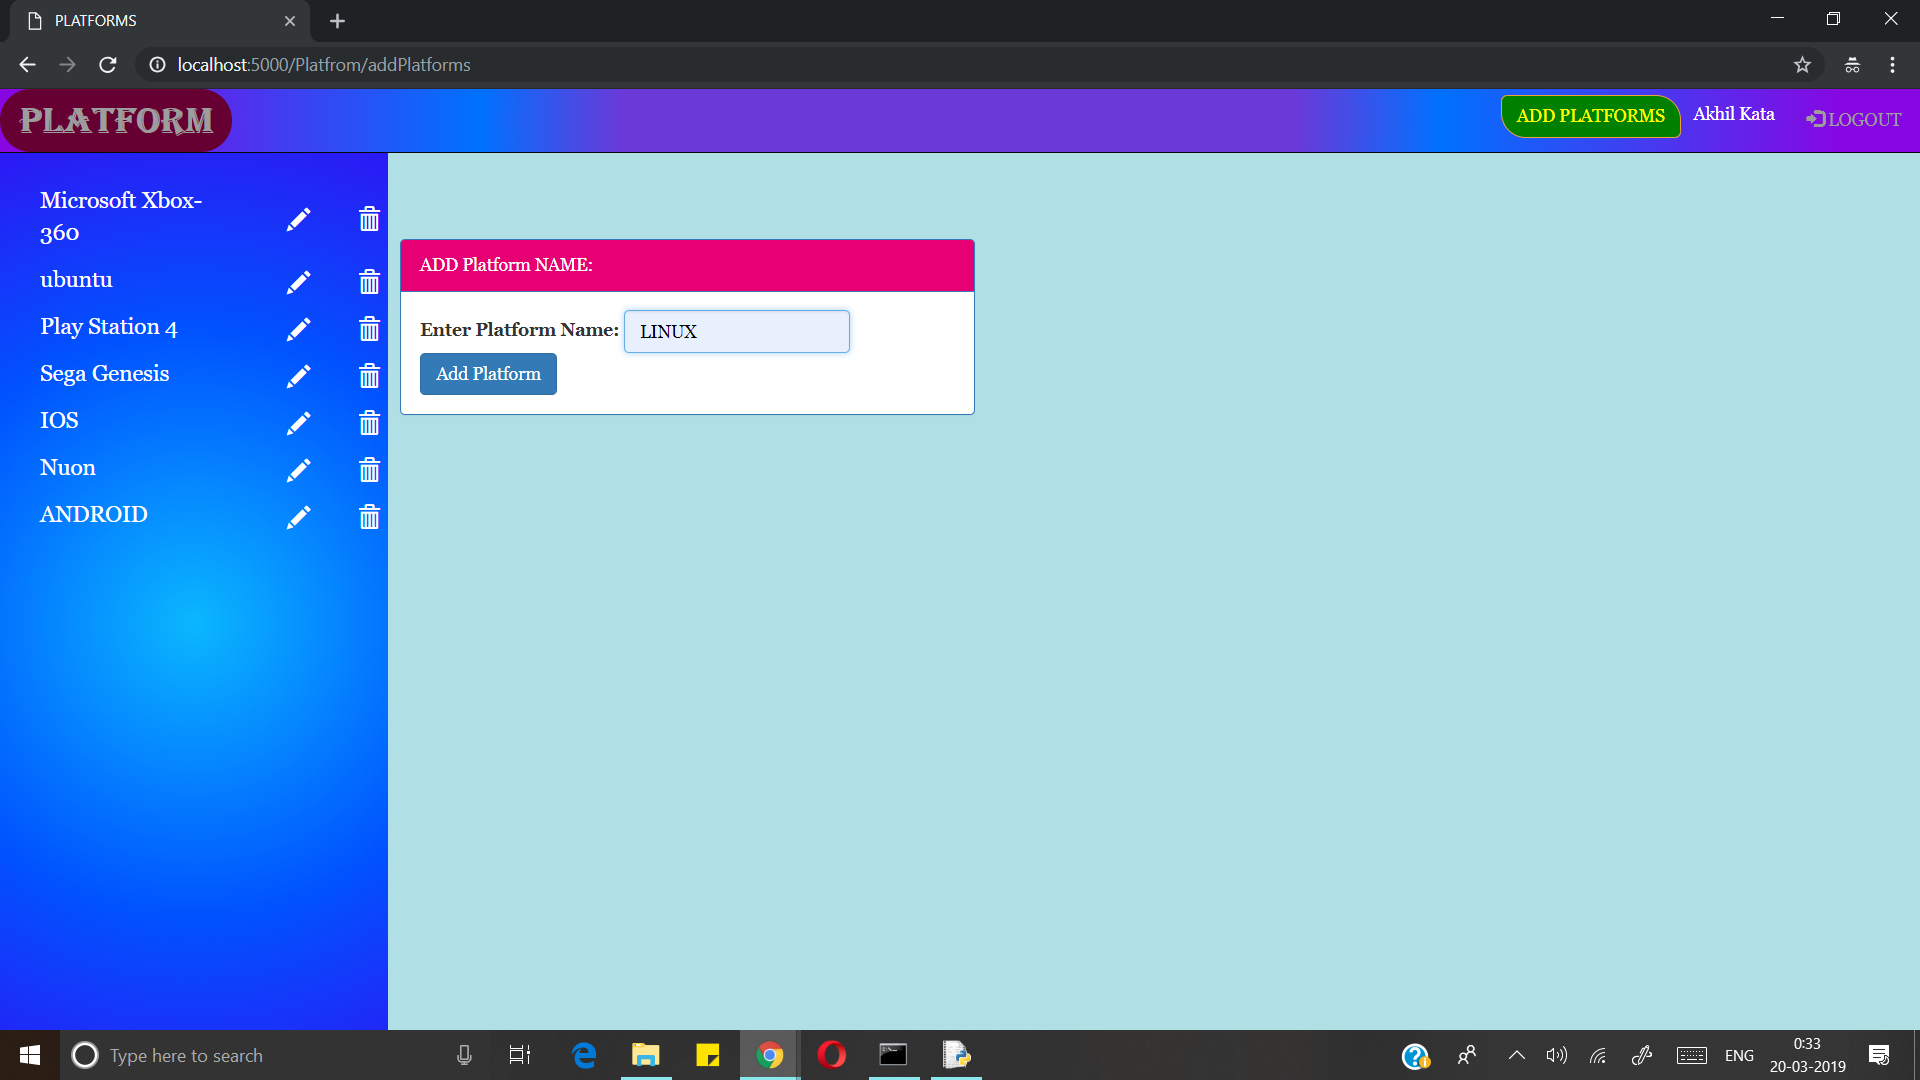 PLATFORMS
localhost:5000/Platfrom/addPlatforms
PLATFORM
ADD PLATFORMS
Akhil Kata
LOGOUT
Microsoft Xbox-
360
ubuntu
Play Station 4
Sega Genesis
IOS
Nuon
ANDROID
ADD Platform NAME:
Enter Platform Name: LINUX
Add Platform
Type here to search
ENG
0:33
20-03-2019